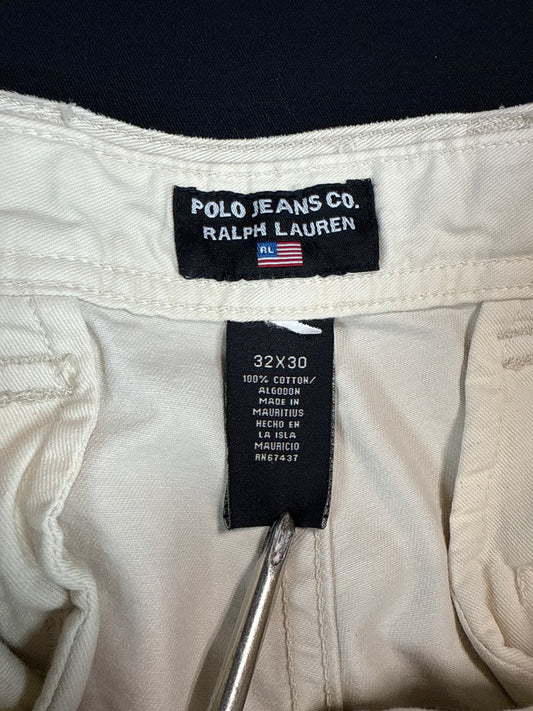 POLO JEANS CO.
RALPH LAUREN
RL
32X30
100% COTTON/
ALGODON
MADE IN
MAURITIUS
HECHO EN
LA ISLA
MAURICIO
RN67437